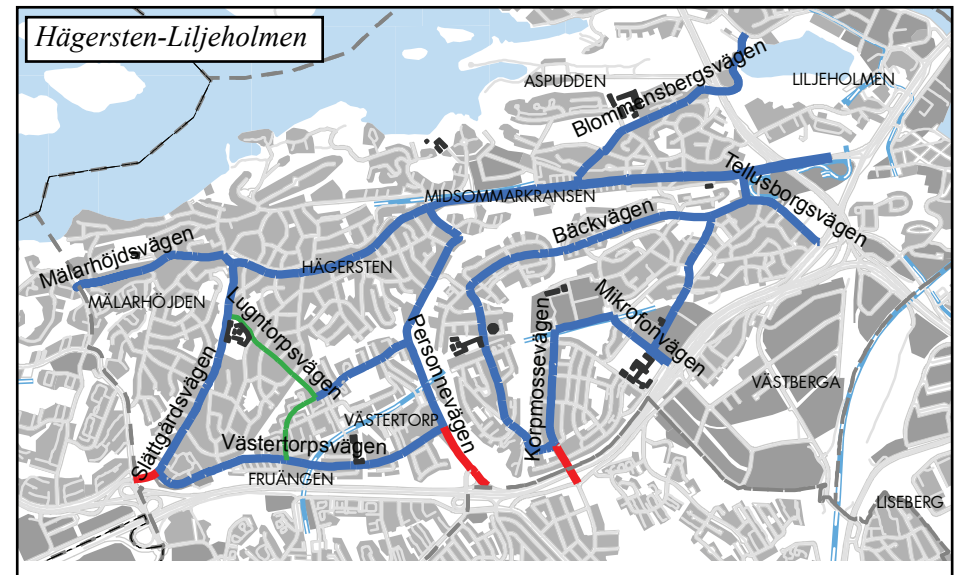 Hägersten-Liljeholmen
ASPUDDEN
Blommensbergsvägen
LILJEHOLMEN
Tellusborgsvägen
MIDSOMMARKRANSEN
Bäckvägen
Mälarhöjdsvägen
HÄGERSTEN
MÄLARHÖJDEN
Lugntorpsvägen
Mikrofonvägen
Personnevägen
Korpmossevägen
Slättgårdsvägen
VÄSTBERGA
VÄSTERTORP
Västertorpsvägen
FRUÄNGEN
LISEBERG